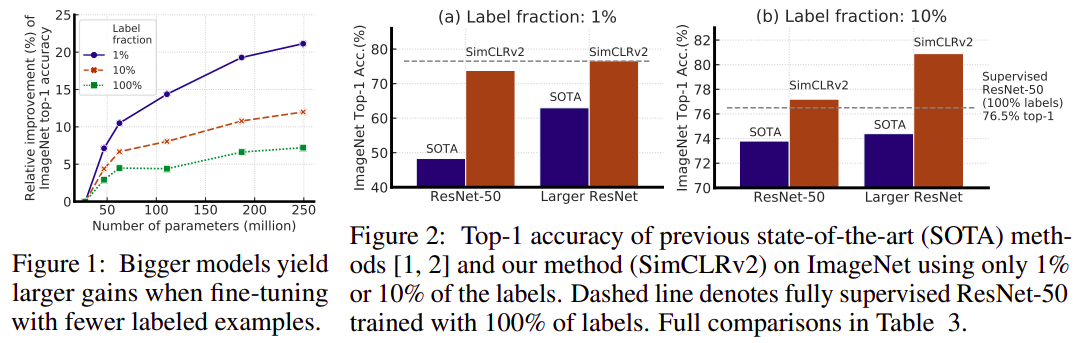 Relative improvement (%) of
ImageNet top-1 accuracy
25
20
15
10
5
0
Label
fraction
1%
10%
100%
50
100
150
200
250
Number of parameters (million)
Figure 1: Bigger models yield
larger gains when fine-tuning
with fewer labeled examples.
(a) Label fraction: 1%
ImageNet Top-1 Acc.(%)
80
70
60
50
40
SOTA
SimCLRv2
SOTA
SimCLRv2
ResNet-50
Larger ResNet
(b) Label fraction: 10%
ImageNet Top-1 Acc.(%)
82
80
78
76
74
72
70
SOTA
SimCLRv2
SOTA
SimCLRv2
ResNet-50
Larger ResNet
Supervised
ResNet-50
(100% labels)
76.5% top-1
Figure 2: Top-1 accuracy of previous state-of-the-art (SOTA) meth-
ods [1, 2] and our method (SimCLRv2) on ImageNet using only 1%
or 10% of the labels. Dashed line denotes fully supervised ResNet-50
trained with 100% of labels. Full comparisons in Table 3.